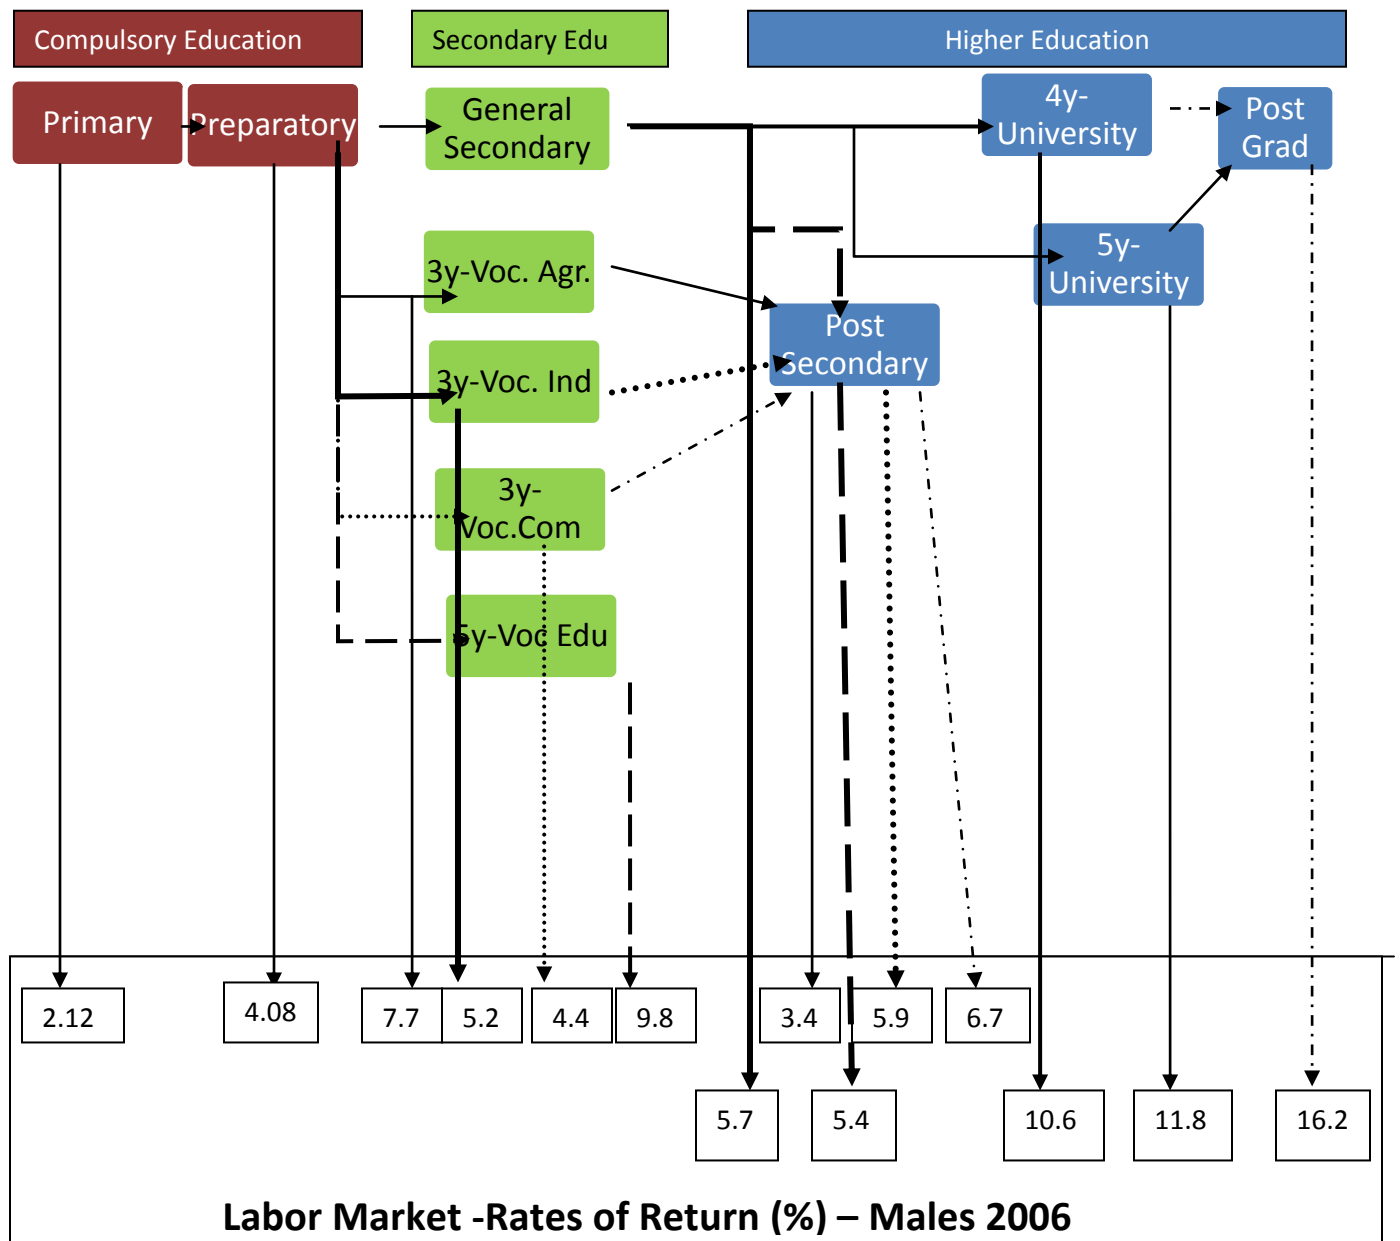 Compulsory Education
Secondary Edu
Higher Education
Primary
Preparatory
General
Secondary
4y-
University
Post
Grad
3y-Voc. Agr.
5y-
University
Post
Secondary
3y-Voc. Ind
3y-
Voc.Com
5y-Voc Edu
2.12
4.08
7.7
5.2
4.4
9.8
3.4
5.9
6.7
5.7
5.4
10.6
11.8
16.2
Labor Market -Rates of Return (%) – Males 2006